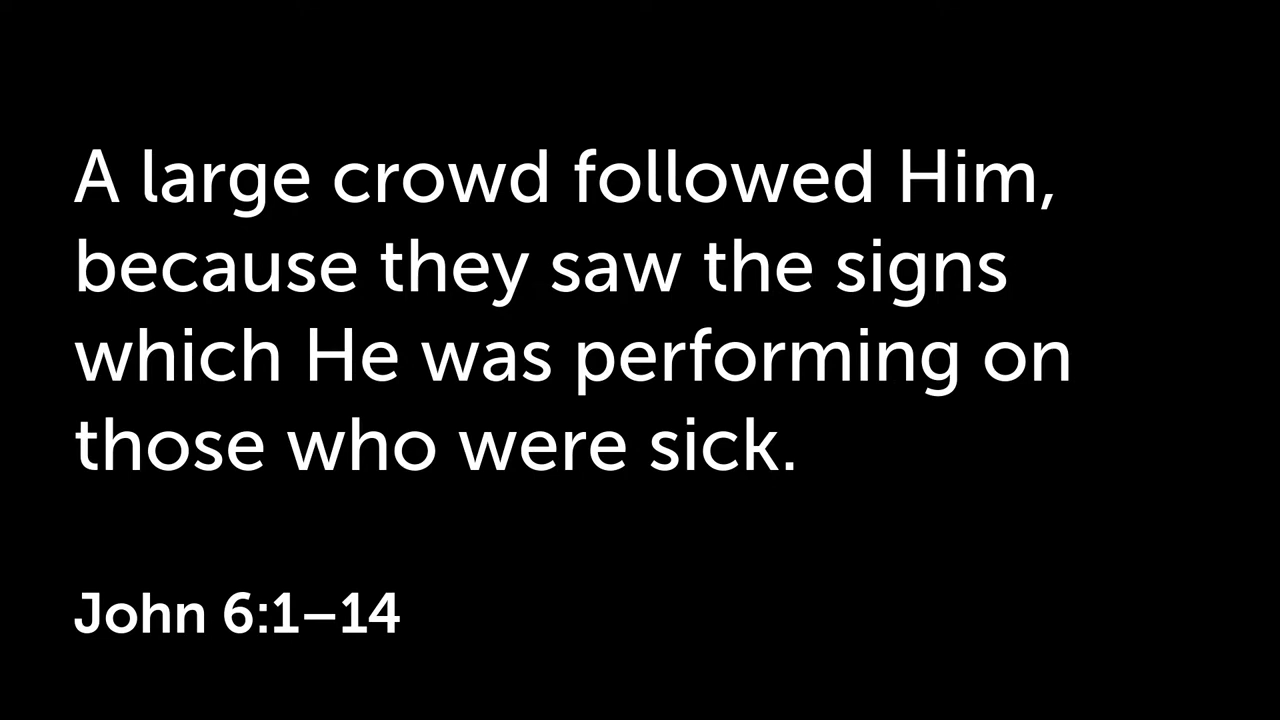 A large crowd followed Him,
because they saw the signs
which He was performing on
those who were sick.
John 6:1–14